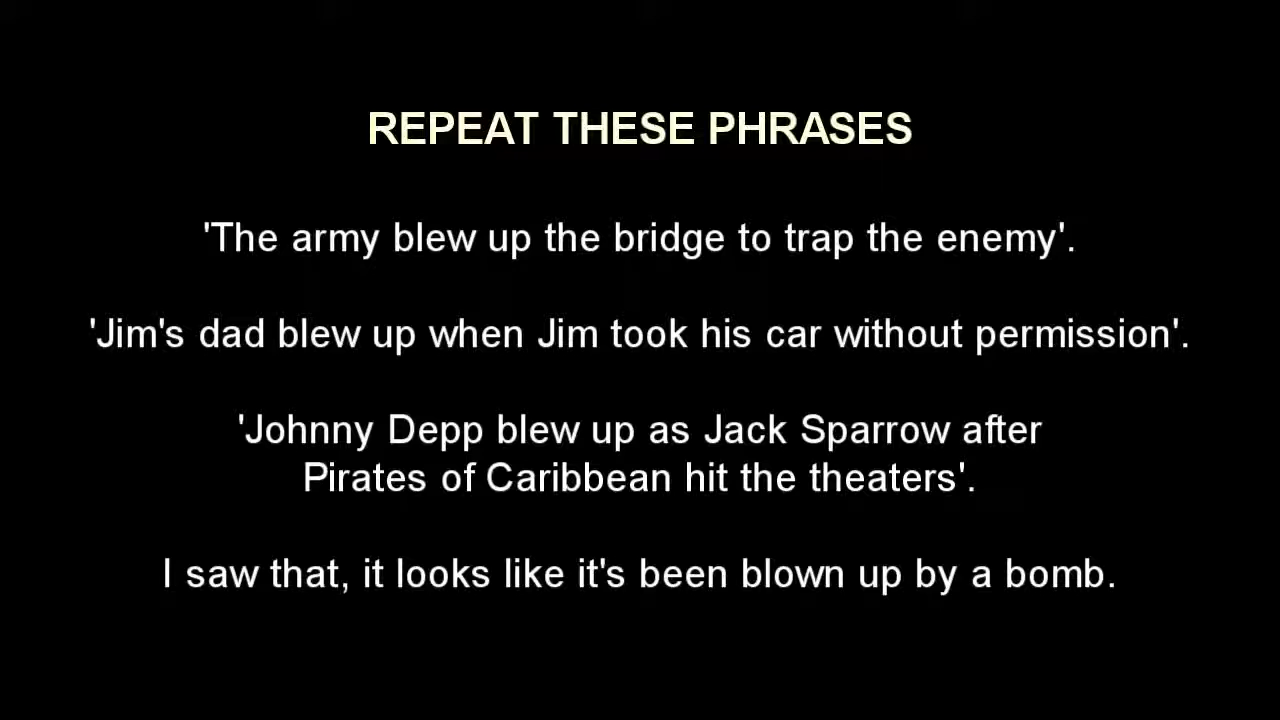 REPEAT THESE PHRASES
'The army blew up the bridge to trap the enemy'.
'Jim's dad blew up when Jim took his car without permission'.
'Johnny Depp blew up as Jack Sparrow after
Pirates of Caribbean hit the theaters'.
I saw that, it looks like it's been blown up by a bomb.